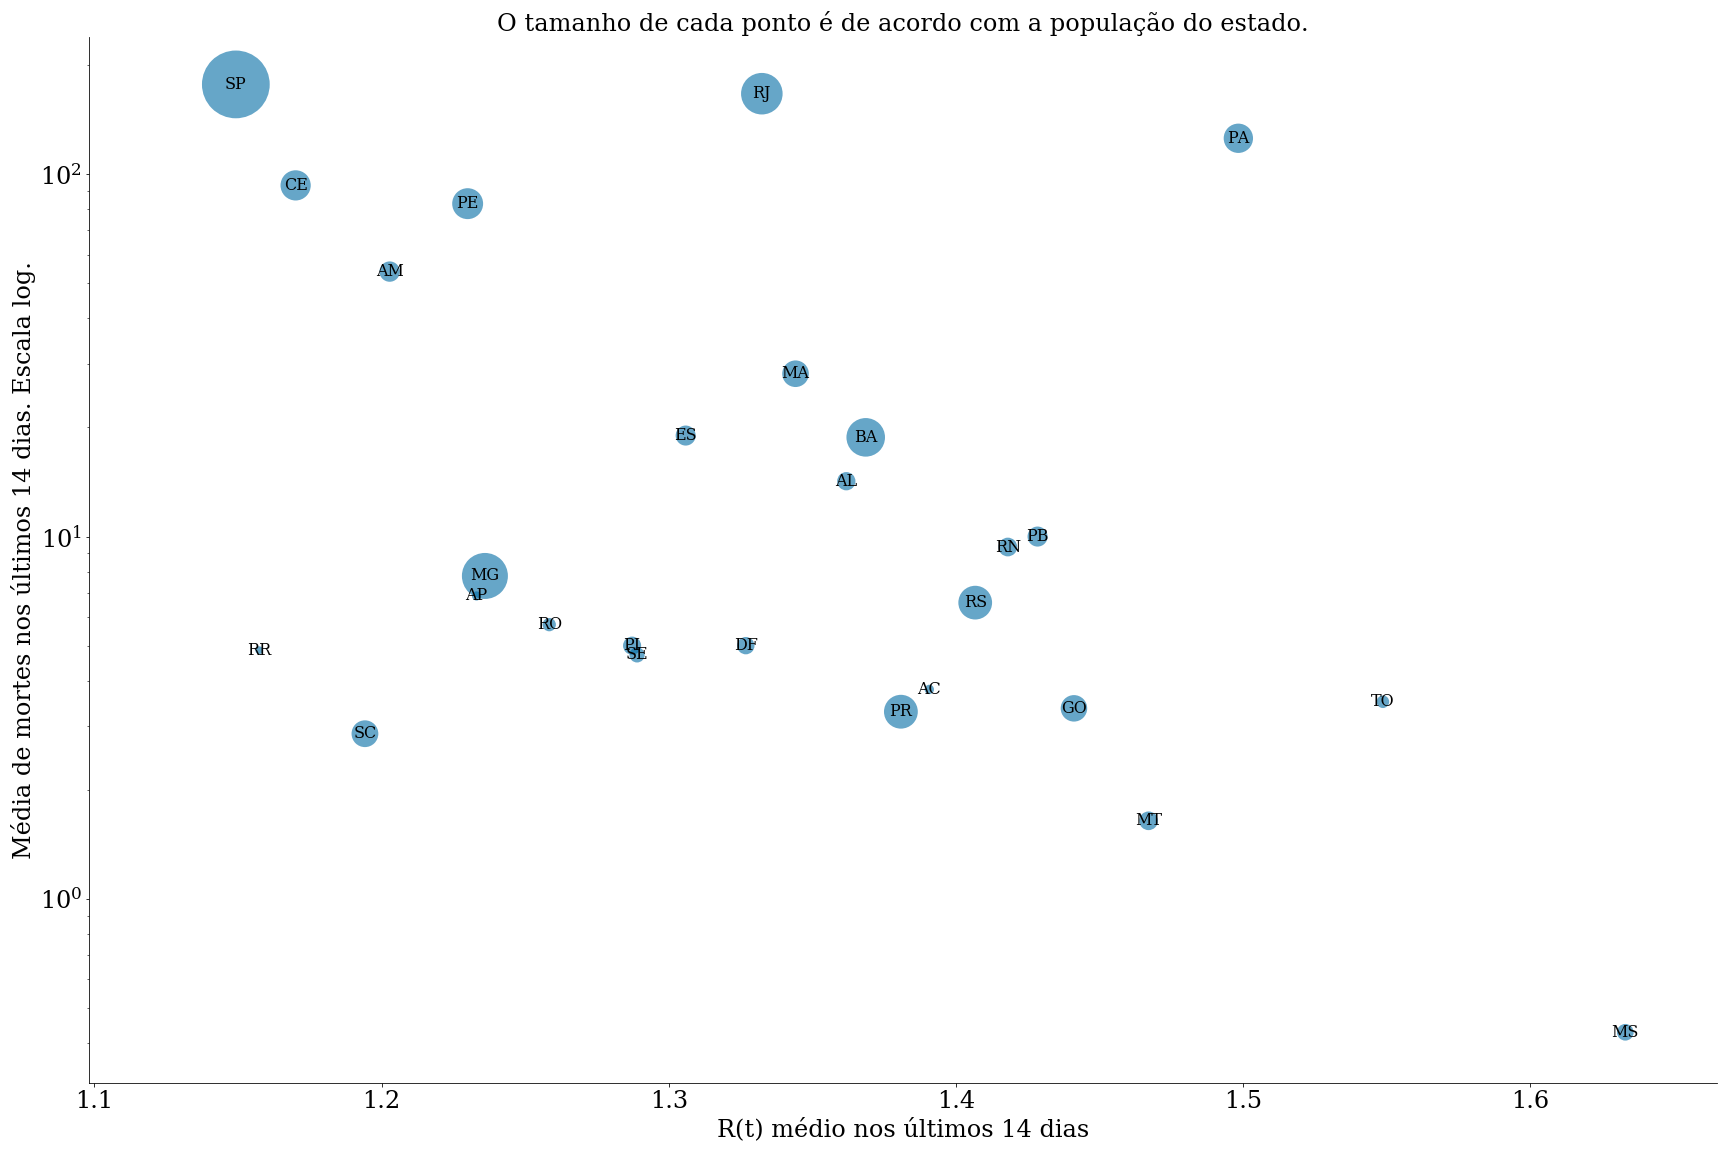 O tamanho de cada ponto é de acordo com a população do estado.
Média de mortes nos últimos 14 dias. Escala log.
10²
10¹
10⁰
SP
RJ
PA
CE
PE
AM
MA
ES
BA
AL
PB
RN
MG
AP
RS
RO
PI
SE
DF
RR
AC
PR
GO
TO
SC
MT
MS
1.1 1.2 1.3 1.4 1.5 1.6
R(t) médio nos últimos 14 dias